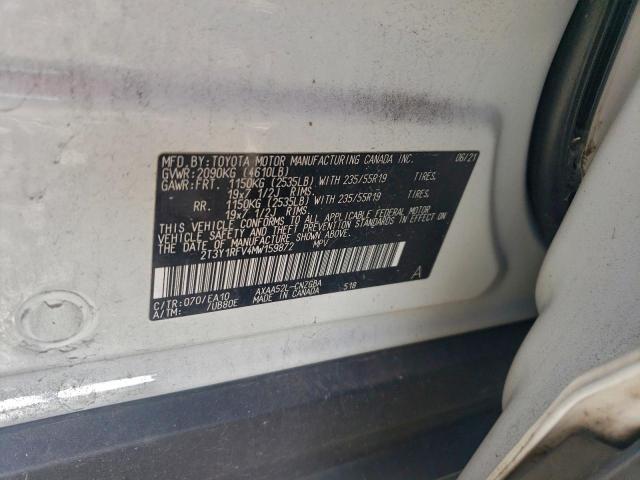 MFD. BY: TOYOTA MOTOR MANUFACTURING CANADA INC. 06/21
GVWR: 2090KG (4610LB)
GAWR: FRT. 1150KG (2535LB) WITH 235/55R19 TIRES,
19x7 1/2J RIMS
RR. 1150KG (2535LB) WITH 235/55R19 TIRES,
19x7 1/2J RIMS
THIS VEHICLE CONFORMS TO ALL APPLICABLE FEDERAL MOTOR
VEHICLE SAFETY AND THEFT PREVENTION STANDARDS IN EFFECT
ON THE DATE OF MANUFACTURE SHOWN ABOVE.
2T3Y1RFV4MW159872 MPV
C/TR: 070/EA10 AXAA52L-CNZGBA 518 A
A/TM: /UB80E MADE IN CANADA